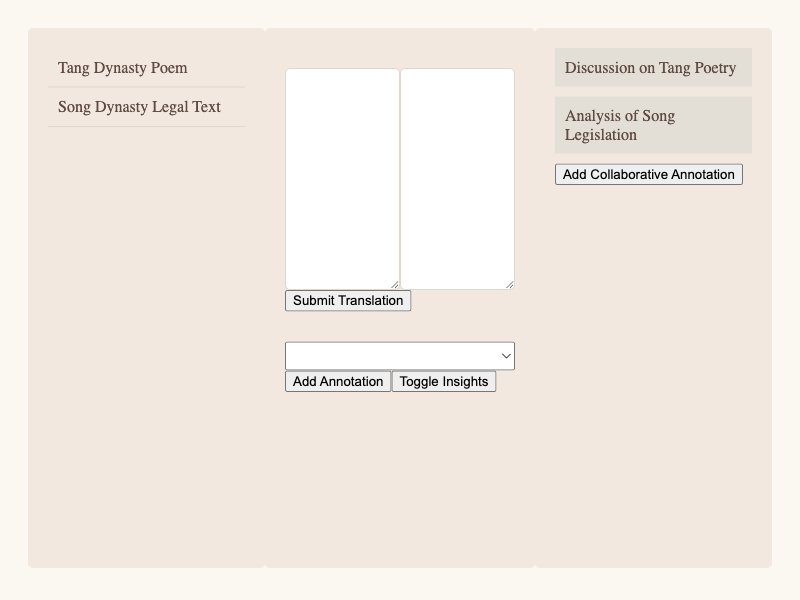 Tang Dynasty Poem
Song Dynasty Legal Text
Submit Translation
Add Annotation
Toggle Insights
Discussion on Tang Poetry
Analysis of Song
Legislation
Add Collaborative Annotation